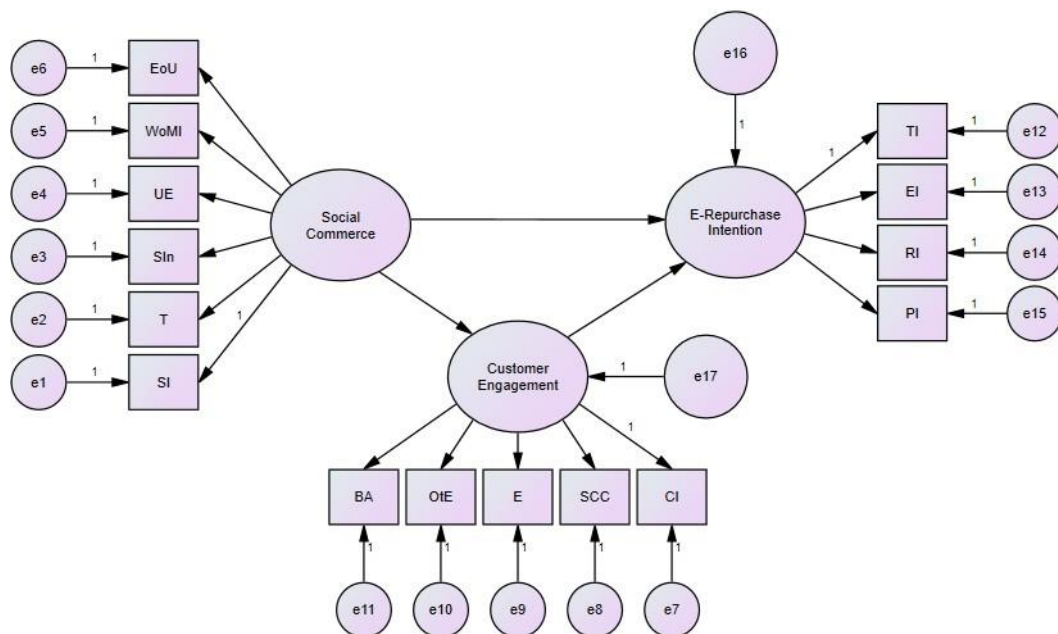 e6
1
EoU
e5
1
WoMI
e4
1
UE
e3
1
SIn
e2
1
T
e1
1
SI
1
Social
Commerce
e16
1
E-Repurchase
Intention
1
TI
1
e12
EI
1
e13
RI
1
e14
PI
1
e15
Customer
Engagement
1
e17
1
BA
OtE
E
SCC
CI
1
1
1
1
1
e11
e10
e9
e8
e7